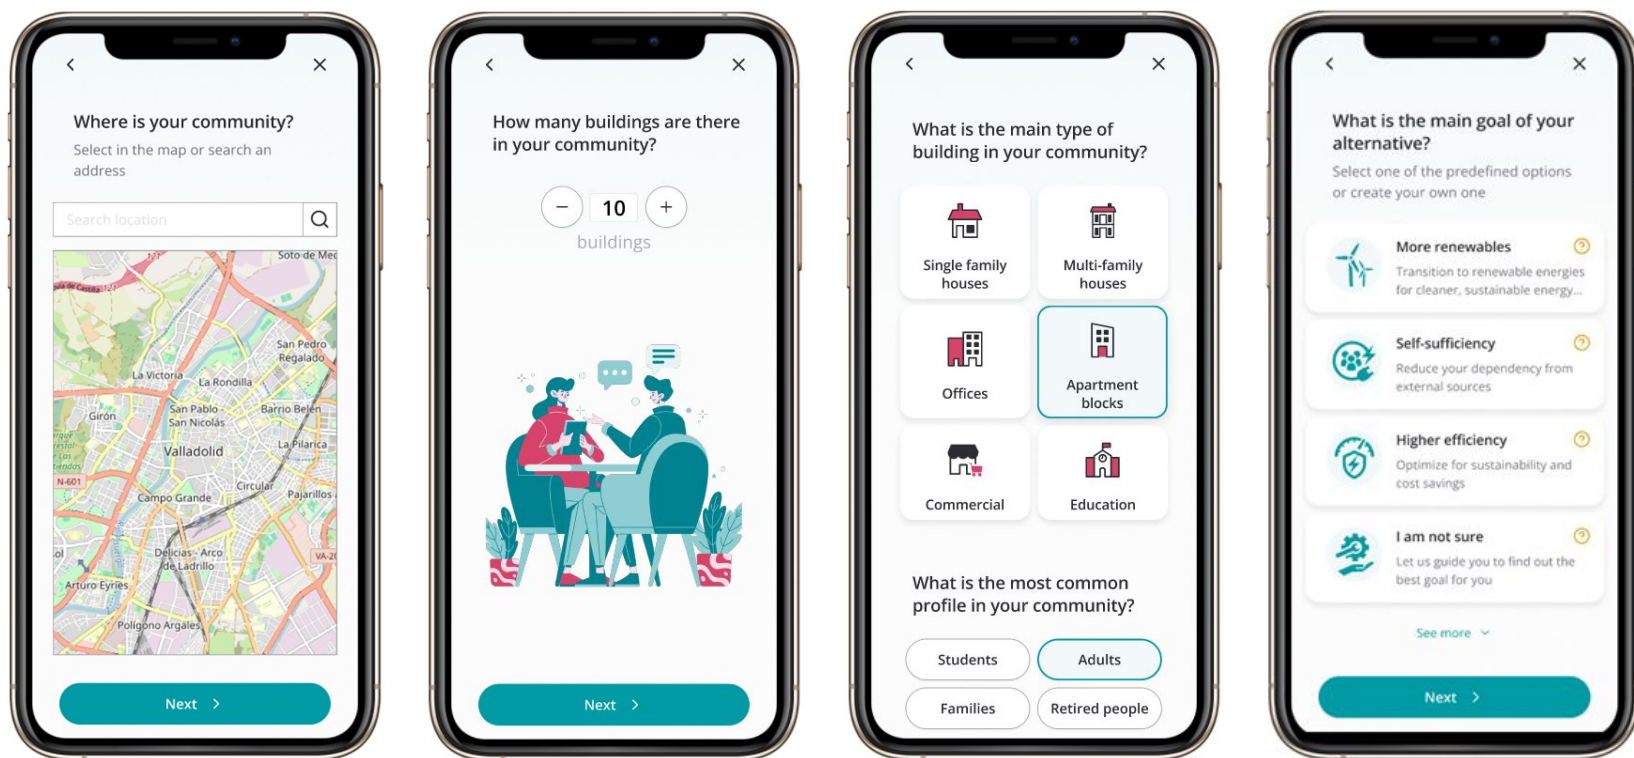 Where is your community?
Select in the map or search an
address
Search location
Soto de Med
San Pedro
Regalado
La Victoria
La Rondilla
Girón
San Pablo -
San Nicolás
Barrio Belén
Valladolid
La Pilarica
N-601
Campo Grande
Circular
Pajarillos
Delicias - Arco
de Ladrillo
VA-20
Arturo Eyries
Polígono Argales
Next
How many buildings are there
in your community?
10
buildings
Next
What is the main type of
building in your community?
Single family
houses
Multi-family
houses
Offices
Apartment
blocks
Commercial
Education
What is the most common
profile in your community?
Students
Adults
Families
Retired people
What is the main goal of your
alternative?
Select one of the predefined options
or create your own one
More renewables
Transition to renewable energies
for cleaner, sustainable energy...
Self-sufficiency
Reduce your dependency from
external sources
Higher efficiency
Optimize for sustainability and
cost savings
I am not sure
Let us guide you to find out the
best goal for you
See more
Next